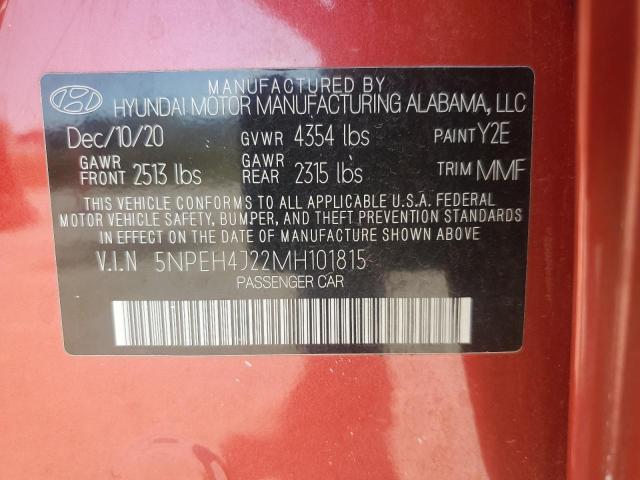 MANUFACTURED BY
HYUNDAI MOTOR MANUFACTURING ALABAMA, LLC
Dec/10/20 GVWR 4354 lbs PAINT Y2E
GAWR FRONT 2513 lbs GAWR REAR 2315 lbs TRIM MMF
THIS VEHICLE CONFORMS TO ALL APPLICABLE U.S.A. FEDERAL
MOTOR VEHICLE SAFETY, BUMPER, AND THEFT PREVENTION STANDARDS
IN EFFECT ON THE DATE OF MANUFACTURE SHOWN ABOVE
V.I.N 5NPEH4J22MH101815
PASSENGER CAR